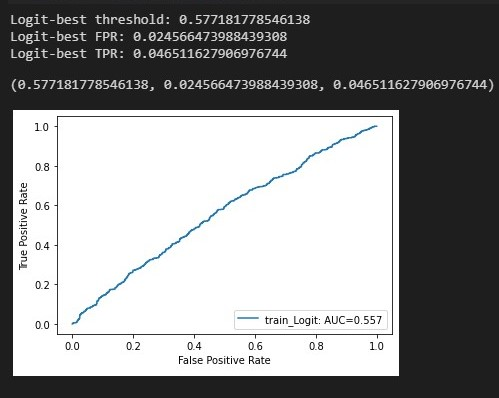 Logit-best threshold: 0.577181778546138
Logit-best FPR: 0.024566473988439308
Logit-best TPR: 0.046511627906976744
(0.577181778546138, 0.024566473988439308, 0.046511627906976744)
1.0
0.8
0.6
0.4
0.2
0.0
True Positive Rate
train_Logit: AUC=0.557
0.0 0.2 0.4 0.6 0.8 1.0
False Positive Rate